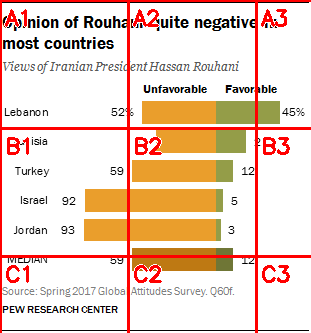 A1 A2 A3
Opinion of Rouhani quite negative in
most countries
Views of Iranian President Hassan Rouhani
Unfavorable Favorable
Lebanon 52% 45%
B1 B2 B3
Turkey 59 12
Israel 92 5
Jordan 93 3
MEDIAN 59 12
C1 C2 C3
Source: Spring 2017 Global Attitudes Survey. Q60f.
PEW RESEARCH CENTER